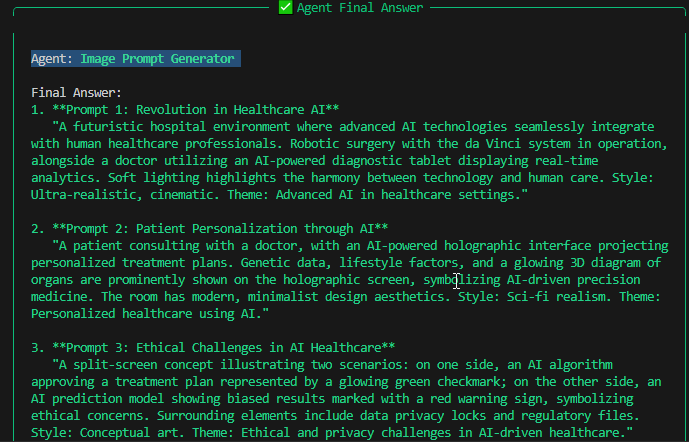 ✅ Agent Final Answer
Agent: Image Prompt Generator
Final Answer:
1. **Prompt 1: Revolution in Healthcare AI**
"A futuristic hospital environment where advanced AI technologies seamlessly integrate
with human healthcare professionals. Robotic surgery with the da Vinci system in operation,
alongside a doctor utilizing an AI-powered diagnostic tablet displaying real-time
analytics. Soft lighting highlights the harmony between technology and human care. Style:
Ultra-realistic, cinematic. Theme: Advanced AI in healthcare settings."
2. **Prompt 2: Patient Personalization through AI**
"A patient consulting with a doctor, with an AI-powered holographic interface projecting
personalized treatment plans. Genetic data, lifestyle factors, and a glowing 3D diagram of
organs are prominently shown on the holographic screen, symbolizing AI-driven precision
medicine. The room has modern, minimalist design aesthetics. Style: Sci-fi realism. Theme:
Personalized healthcare using AI."
3. **Prompt 3: Ethical Challenges in AI Healthcare**
"A split-screen concept illustrating two scenarios: on one side, an AI algorithm
approving a treatment plan represented by a glowing green checkmark; on the other side, an
AI prediction model showing biased results marked with a red warning sign, symbolizing
ethical concerns. Surrounding elements include data privacy locks and regulatory files.
Style: Conceptual art. Theme: Ethical and privacy challenges in AI-driven healthcare."